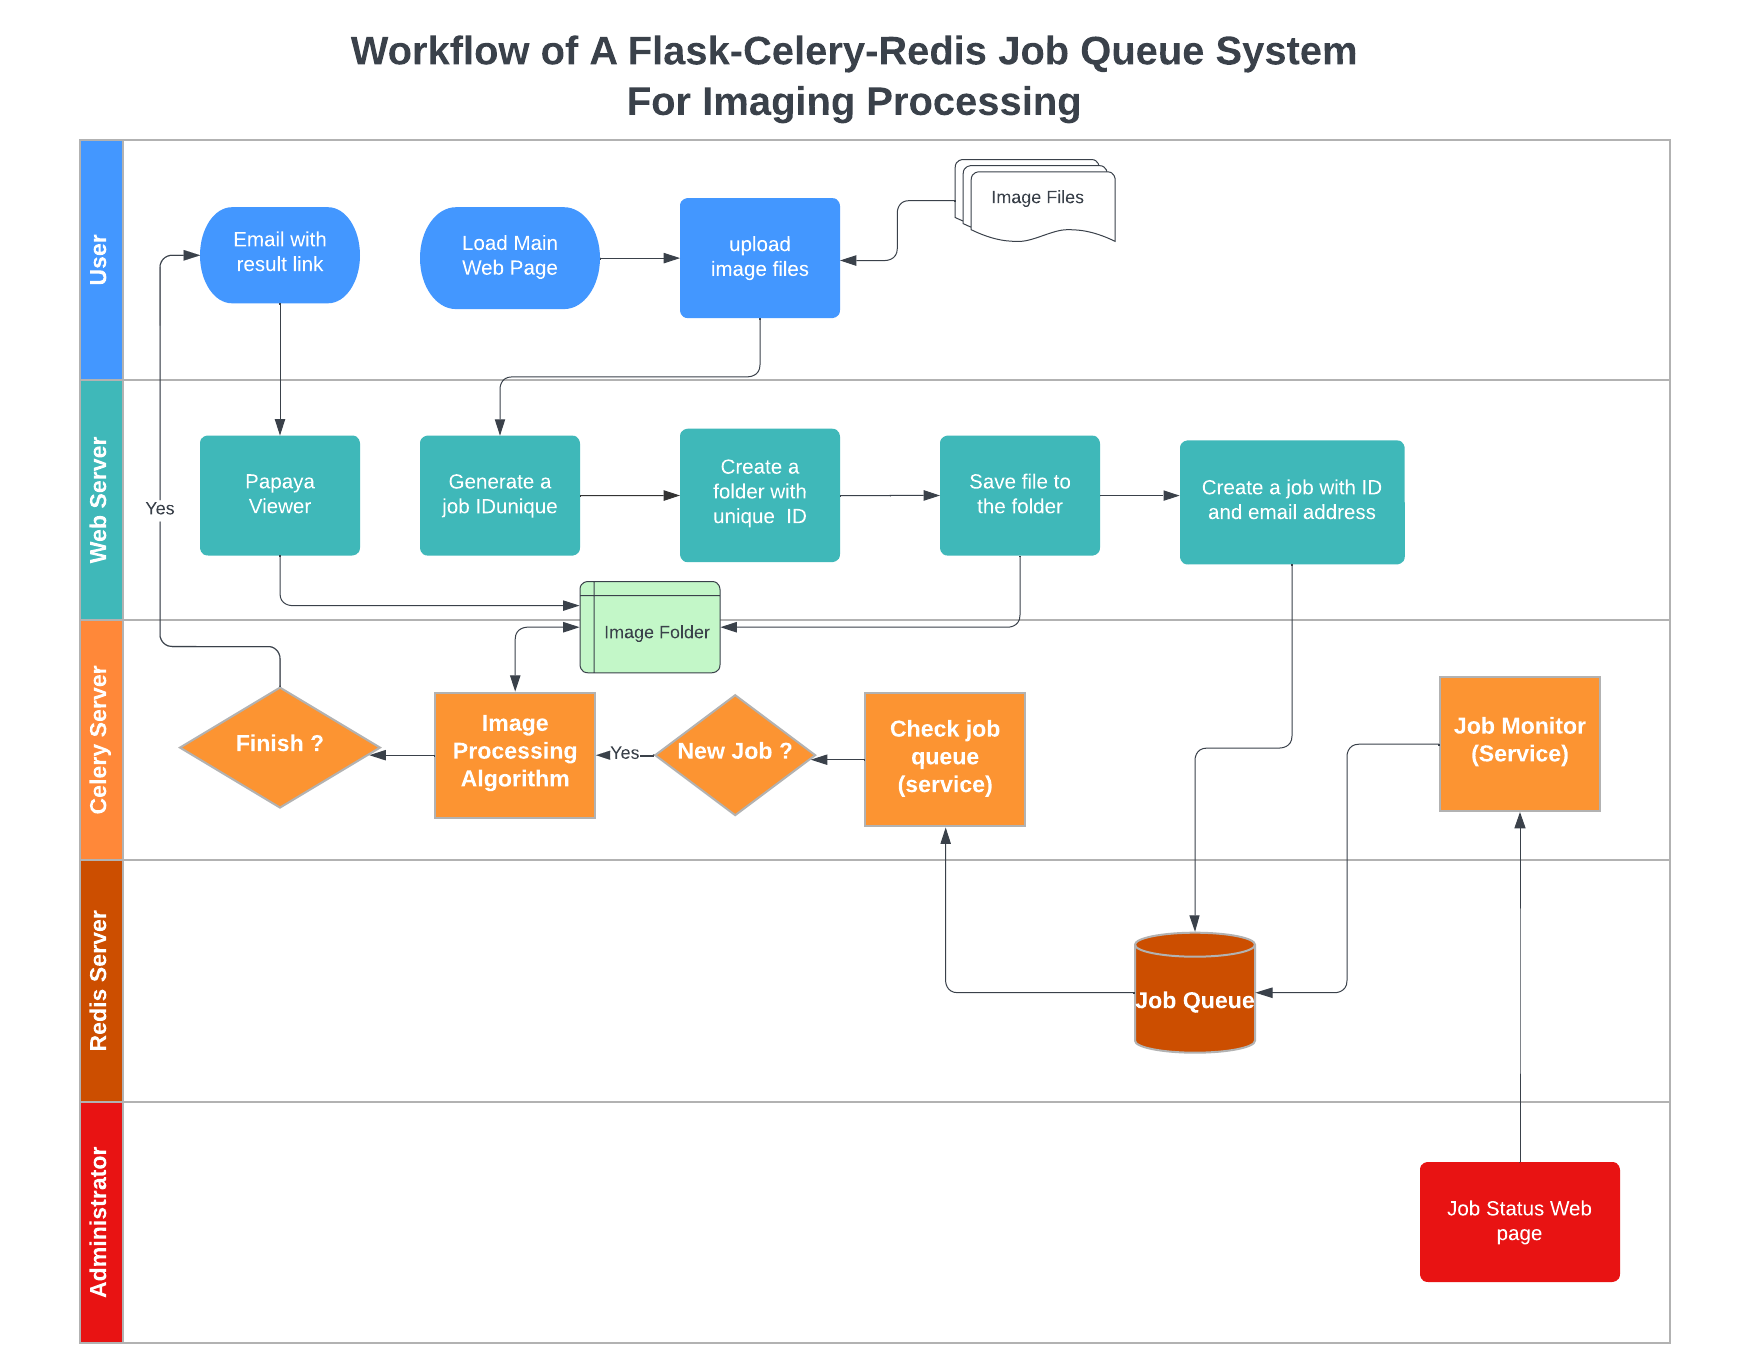 Workflow of A Flask-Celery-Redis Job Queue System
For Imaging Processing
User
Image Files
Email with
result link
Load Main
Web Page
upload
image files
Web Server
Yes
Papaya
Viewer
Generate a
job IDunique
Create a
folder with
unique  ID
Save file to
the folder
Create a job with ID
and email address
Image Folder
Celery Server
Finish ?
Image
Processing
Algorithm
Yes
New Job ?
Check job
queue
(service)
Job Monitor
(Service)
Redis Server
Job Queue
Administrator
Job Status Web
page